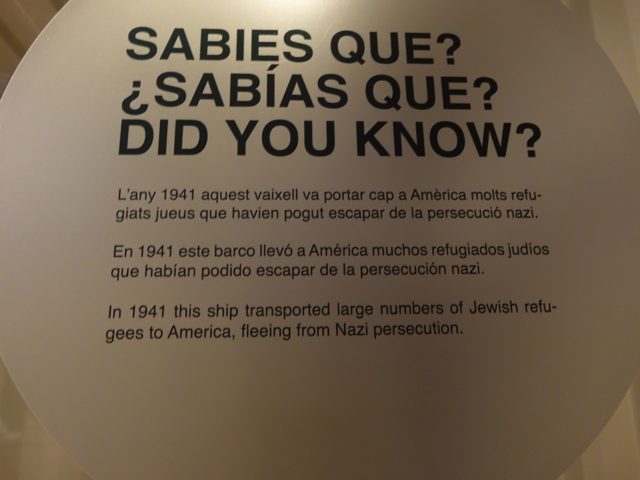 SABIES QUE?
¿SABÍAS QUE?
DID YOU KNOW?
L'any 1941 aquest vaixell va portar cap a Amèrica molts refu-
giats jueus que havien pogut escapar de la persecució nazi.
En 1941 este barco llevó a América muchos refugiados judíos
que habían podido escapar de la persecución nazi.
In 1941 this ship transported large numbers of Jewish refu-
gees to America, fleeing from Nazi persecution.